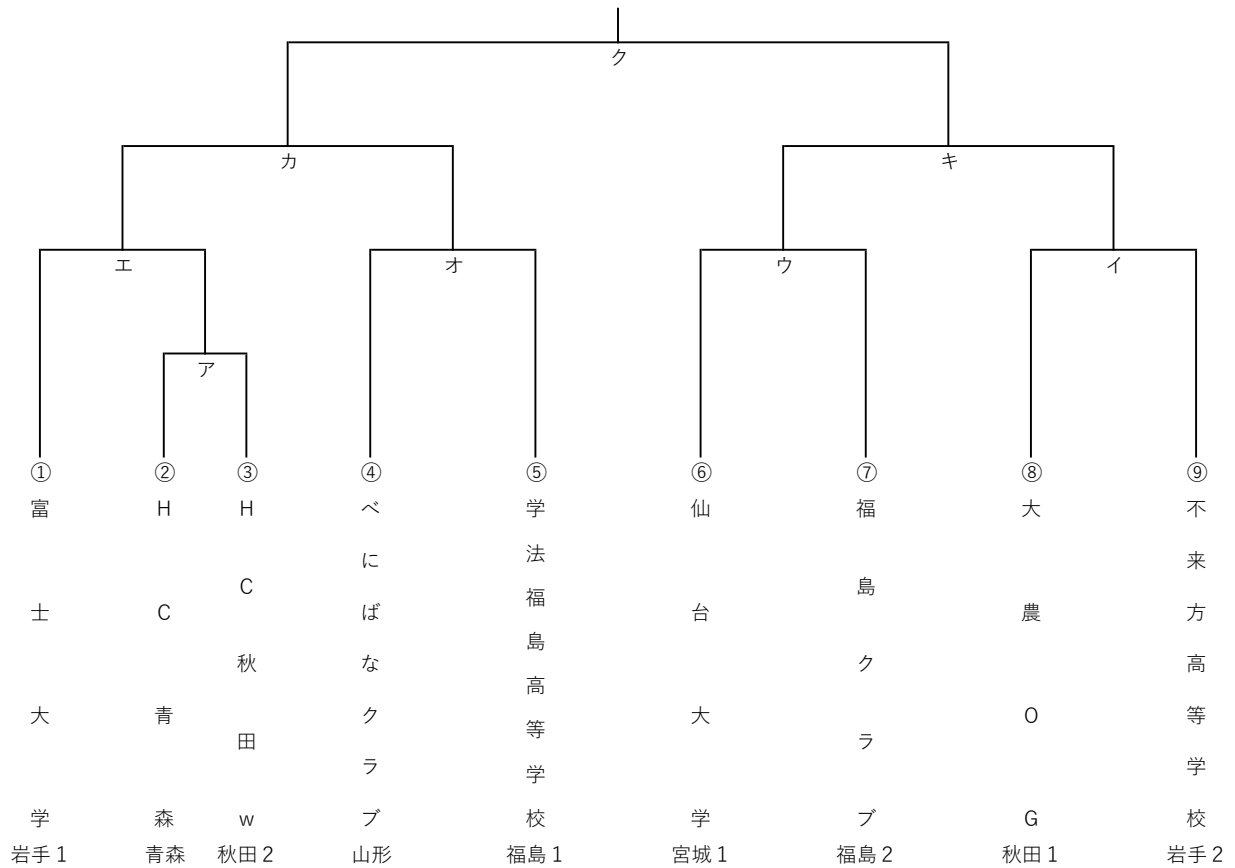 ク
カ
キ
エ
オ
ウ
イ
ア
①
富士大学
岩手1
②
HC青森
青森
③
HC秋田w
秋田2
④
べにばなクラブ
山形
⑤
学法福島高等学校
福島1
⑥
仙台大学
宮城1
⑦
福島クラブ
福島2
⑧
大農OG
秋田1
⑨
不来方高等学校
岩手2